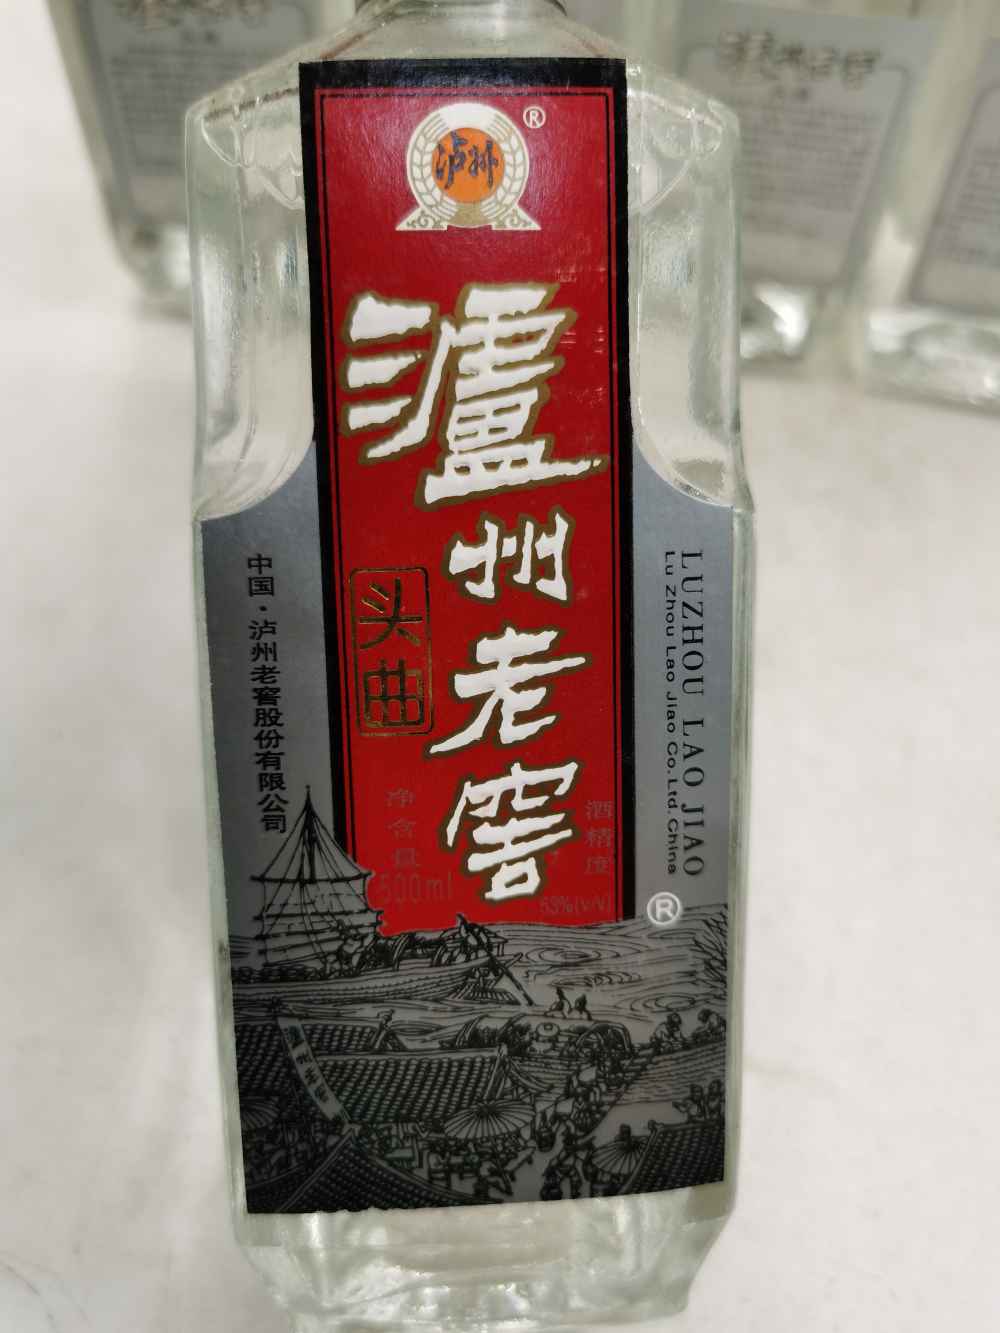 泸州
®
瀘州老窖
头曲
中国·泸州老窖股份有限公司
LUZHOU LAO JIAO
Lu Zhou Lao Jiao Co.Ltd.China
净含量
500ml
酒精度
53%(V/V)
®